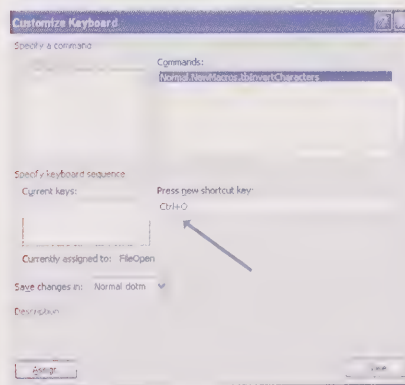 Customize Keyboard
Specify a command
Commands:
Normal.NewMacros.tbInvertCharacters
Specify keyboard sequence
Current keys:
Press new shortcut key:
Ctrl+O
Currently assigned to: FileOpen
Save changes in: Normal.dotm
Description
Assign